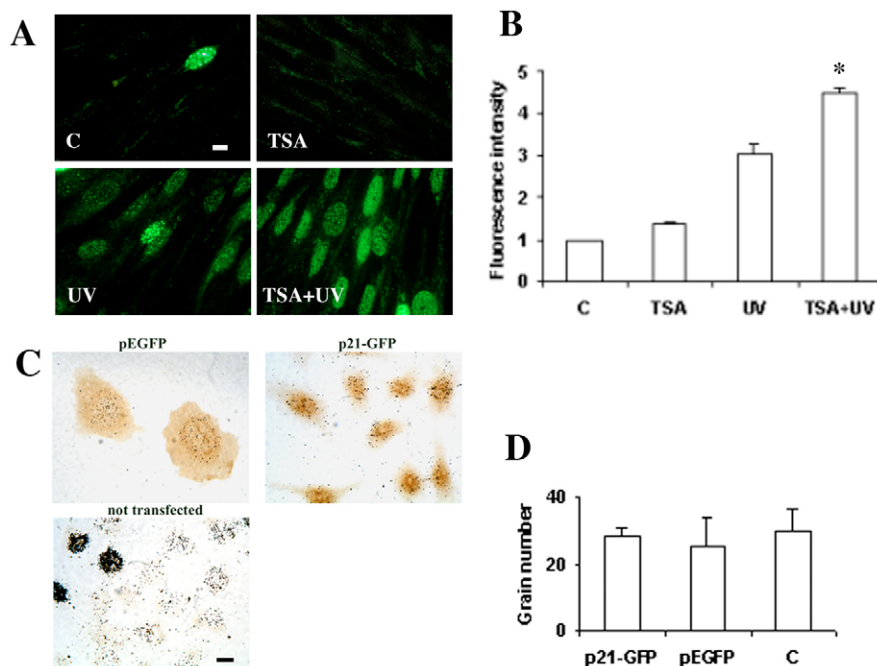 A
C
TSA
UV
TSA+UV
B
Fluorescence intensity
5
4
3
2
1
0
*
C TSA UV TSA+UV
C
pEGFP
p21-GFP
not transfected
D
Grain number
40
20
0
p21-GFP pEGFP C